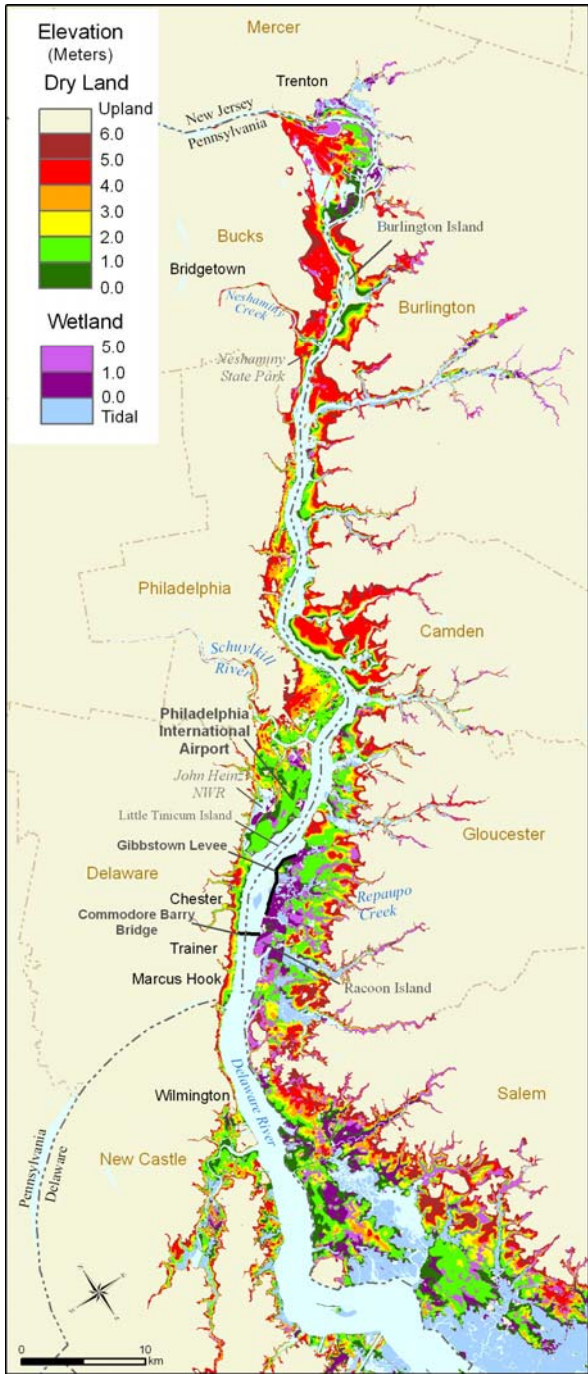 Elevation
(Meters)
Dry Land
Upland
6.0
5.0
4.0
3.0
2.0
1.0
0.0
Wetland
5.0
1.0
0.0
Tidal
Mercer
Trenton
New Jersey
Pennsylvania
Bucks
Burlington Island
Bridgetown
Neshaminy
Creek
Burlington
Neshaminy
State Park
Philadelphia
Camden
Schuylkill
River
Philadelphia
International
Airport
John Heinz
NWR
Little Tinicum Island
Gibbstown Levee
Gloucester
Delaware
Repaupo
Creek
Chester
Commodore Barry
Bridge
Trainer
Racoon Island
Marcus Hook
Delaware River
Wilmington
Salem
New Castle
Pennsylvania
Delaware
N
0
10
km